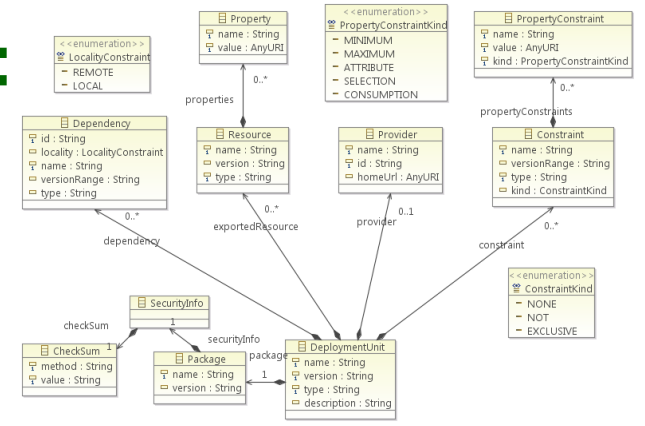 Property
name : String
value : AnyURI
<<enumeration>>
PropertyConstraintKind
MINIMUM
MAXIMUM
ATTRIBUTE
SELECTION
CONSUMPTION
PropertyConstraint
name : String
value : AnyURI
kind : PropertyConstraintKind
<<enumeration>>
LocalityConstraint
REMOTE
LOCAL
0..*
properties
0..*
propertyConstraints
Dependency
id : String
locality : LocalityConstraint
name : String
versionRange : String
type : String
Resource
name : String
version : String
type : String
Provider
name : String
id : String
homeUrl : AnyURI
Constraint
name : String
versionRange : String
type : String
kind : ConstraintKind
0..*
dependency
0..*
exportedResource
0..1
provider
0..*
constraint
<<enumeration>>
ConstraintKind
NONE
NOT
EXCLUSIVE
SecurityInfo
checkSum
1
1
securityInfo
CheckSum
method : String
value : String
Package
name : String
version : String
package
1
DeploymentUnit
name : String
version : String
type : String
description : String